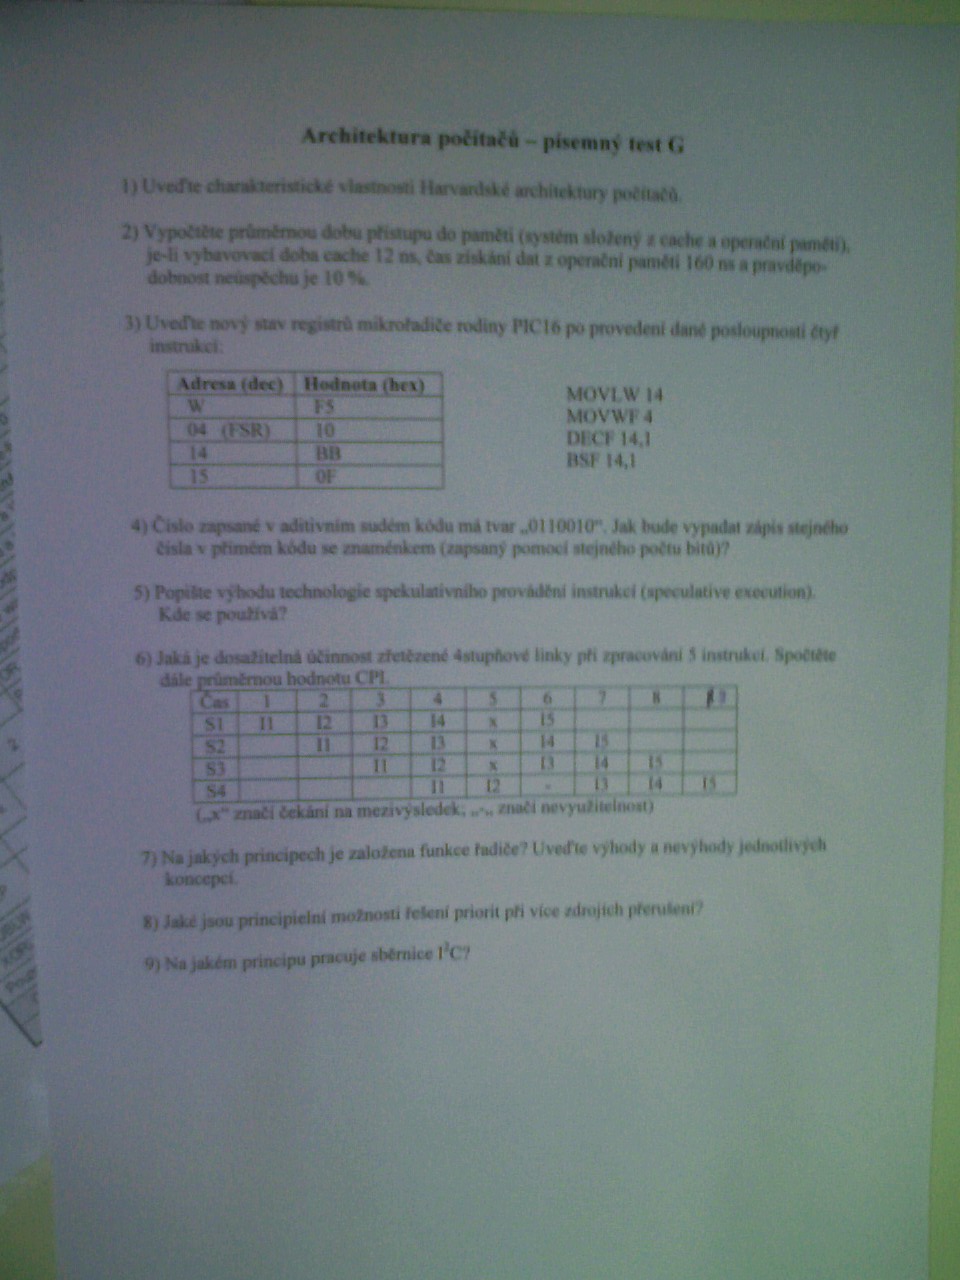 Architektura počítačů – písemný test G
1) Uveďte charakteristické vlastnosti Harvardské architektury počítačů.
2) Vypočtěte průměrnou dobu přístupu do paměti (systém složený z cache a operační paměti),
je-li vybavovací doba cache 12 ns, čas získání dat z operační paměti 160 ns a pravděpo-
dobnost neúspěchu je 10 %.
3) Uveďte nový stav registrů mikrořadiče rodiny PIC16 po provedení dané posloupnosti čtyř
instrukcí:
Adresa (dec) Hodnota (hex)
W F5
04 (FSR) 10
14 BB
15 0F
MOVLW 14
MOVWF 4
DECF 14,1
BSF 14,1
4) Číslo zapsané v aditivním sudém kódu má tvar „0110010“. Jak bude vypadat zápis stejného
čísla v přímém kódu se znaménkem (zapsaný pomocí stejného počtu bitů)?
5) Popište výhodu technologie spekulativního provádění instrukcí (speculative execution).
Kde se používá?
6) Jaká je dosažitelná účinnost zřetězené 4stupňové linky při zpracování 5 instrukcí. Spočtěte
dále průměrnou hodnotu CPI.
Čas 1 2 3 4 5 6 7 8 9
S1 I1 I2 I3 I4 x I5
S2 I1 I2 I3 x I4 I5
S3 I1 I2 x I3 I4 I5
S4 I1 I2 - I3 I4 I5
(„x“ značí čekání na mezivýsledek; „-„ značí nevyužitelnost)
7) Na jakých principech je založena funkce řadiče? Uveďte výhody a nevýhody jednotlivých
koncepcí.
8) Jaké jsou principielní možnosti řešení priorit při více zdrojích přerušení?
9) Na jakém principu pracuje sběrnice I²C?